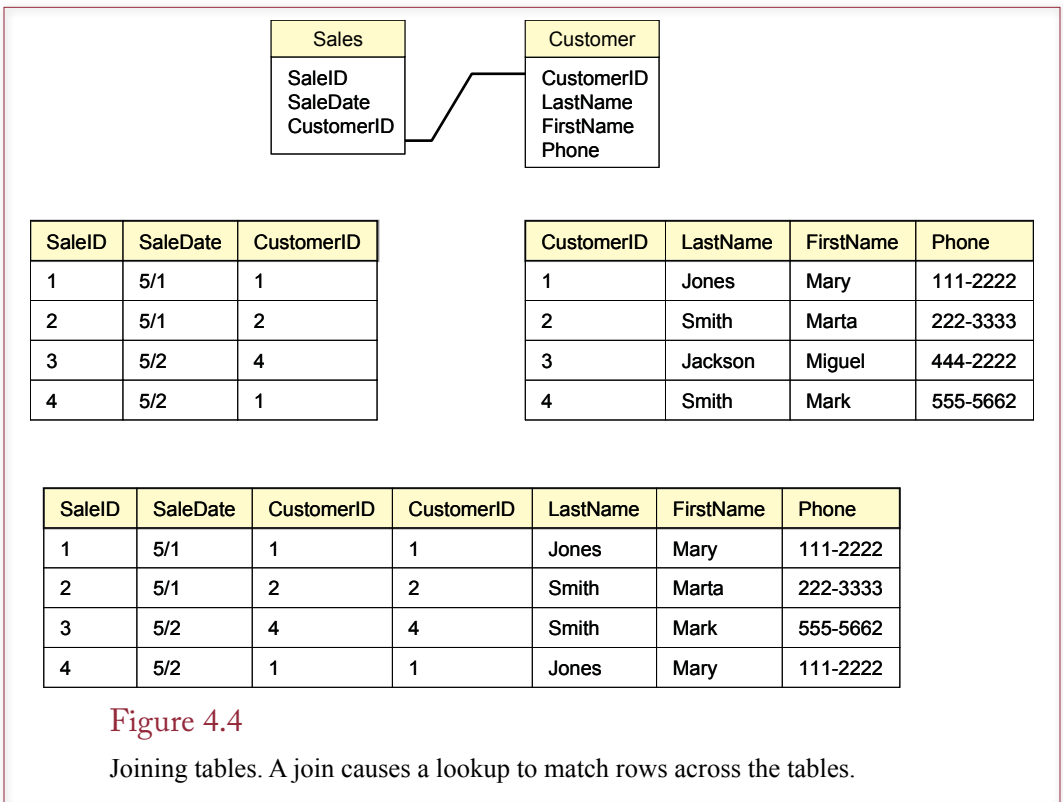 Sales
SaleID
SaleDate
CustomerID
Customer
CustomerID
LastName
FirstName
Phone
SaleID SaleDate CustomerID
1 5/1 1
2 5/1 2
3 5/2 4
4 5/2 1
CustomerID LastName FirstName Phone
1 Jones Mary 111-2222
2 Smith Marta 222-3333
3 Jackson Miguel 444-2222
4 Smith Mark 555-5662
SaleID SaleDate CustomerID CustomerID LastName FirstName Phone
1 5/1 1 1 Jones Mary 111-2222
2 5/1 2 2 Smith Marta 222-3333
3 5/2 4 4 Smith Mark 555-5662
4 5/2 1 1 Jones Mary 111-2222
Figure 4.4
Joining tables. A join causes a lookup to match rows across the tables.